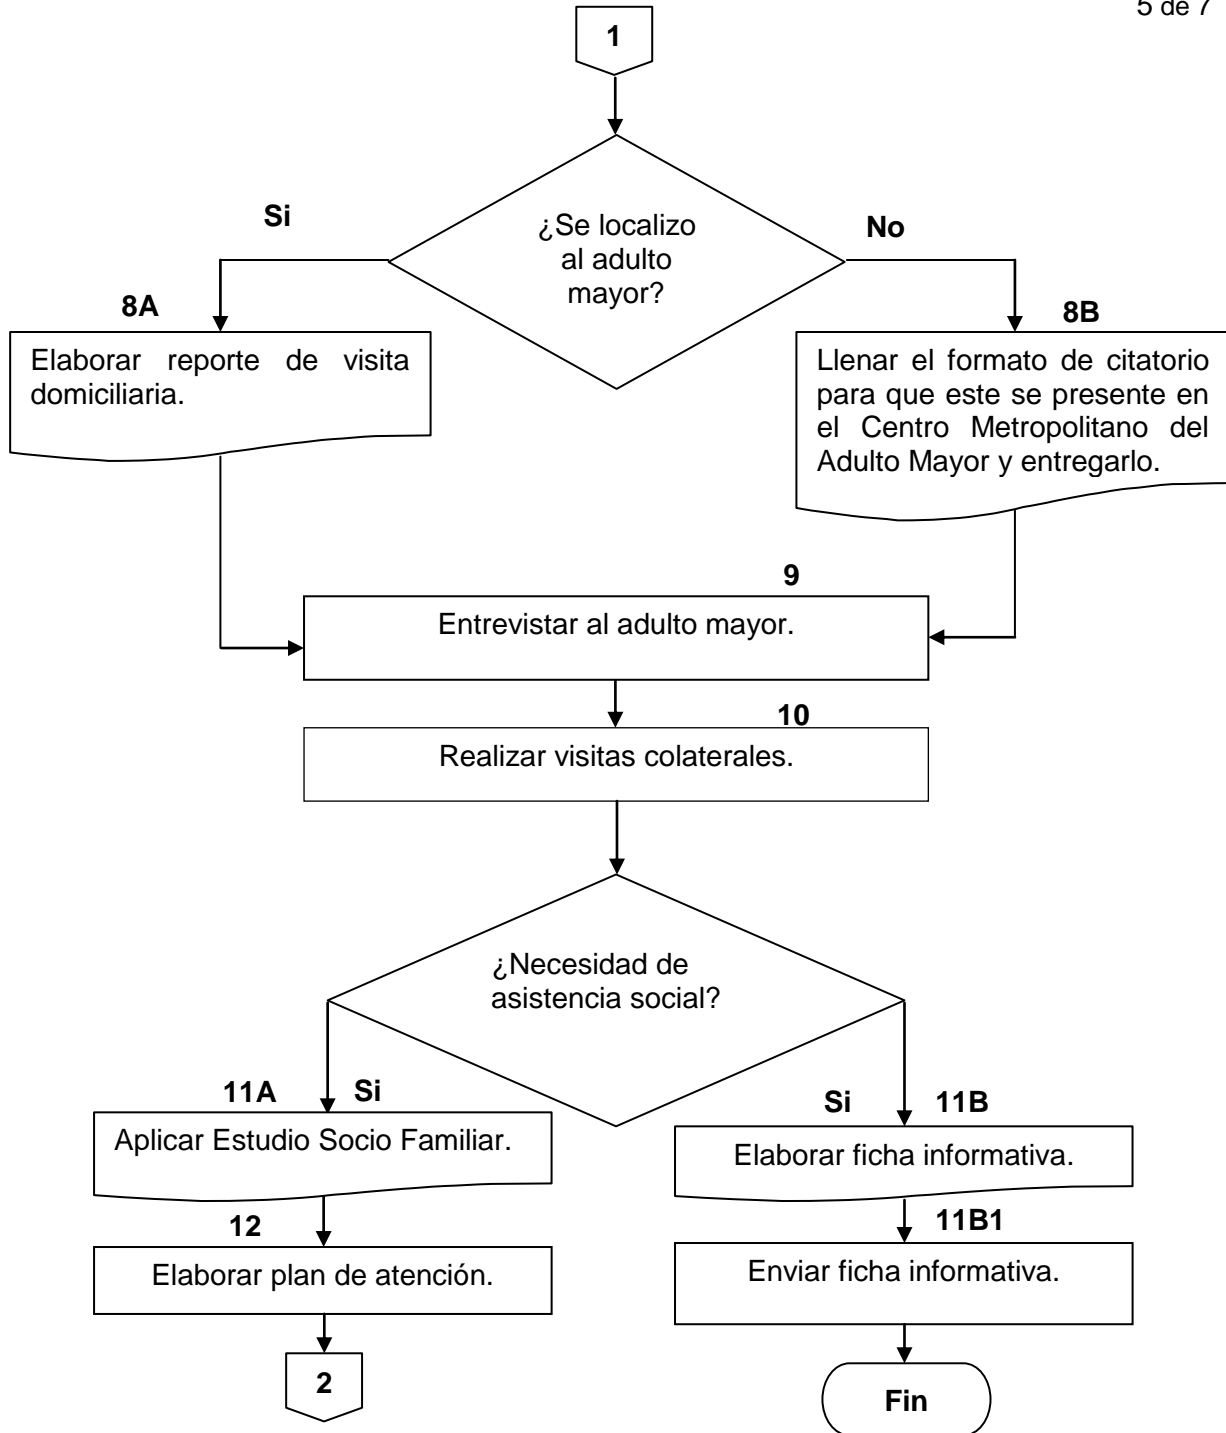 5 de 7
1
¿Se localizo
al adulto
mayor?
Si
No
8A
Elaborar reporte de visita
domiciliaria.
8B
Llenar el formato de citatorio
para que este se presente en
el Centro Metropolitano del
Adulto Mayor y entregarlo.
9
Entrevistar al adulto mayor.
10
Realizar visitas colaterales.
¿Necesidad de
asistencia social?
11A
Si
Aplicar Estudio Socio Familiar.
12
Elaborar plan de atención.
2
Si
11B
Elaborar ficha informativa.
11B1
Enviar ficha informativa.
Fin